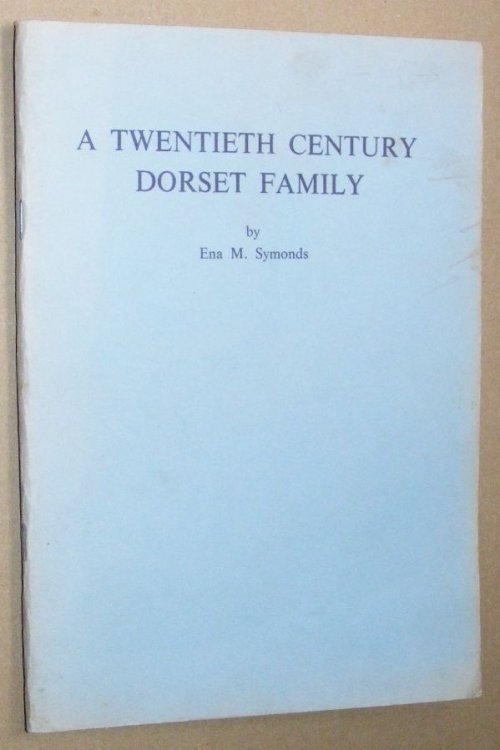 A TWENTIETH CENTURY
DORSET FAMILY
by
Ena M. Symonds